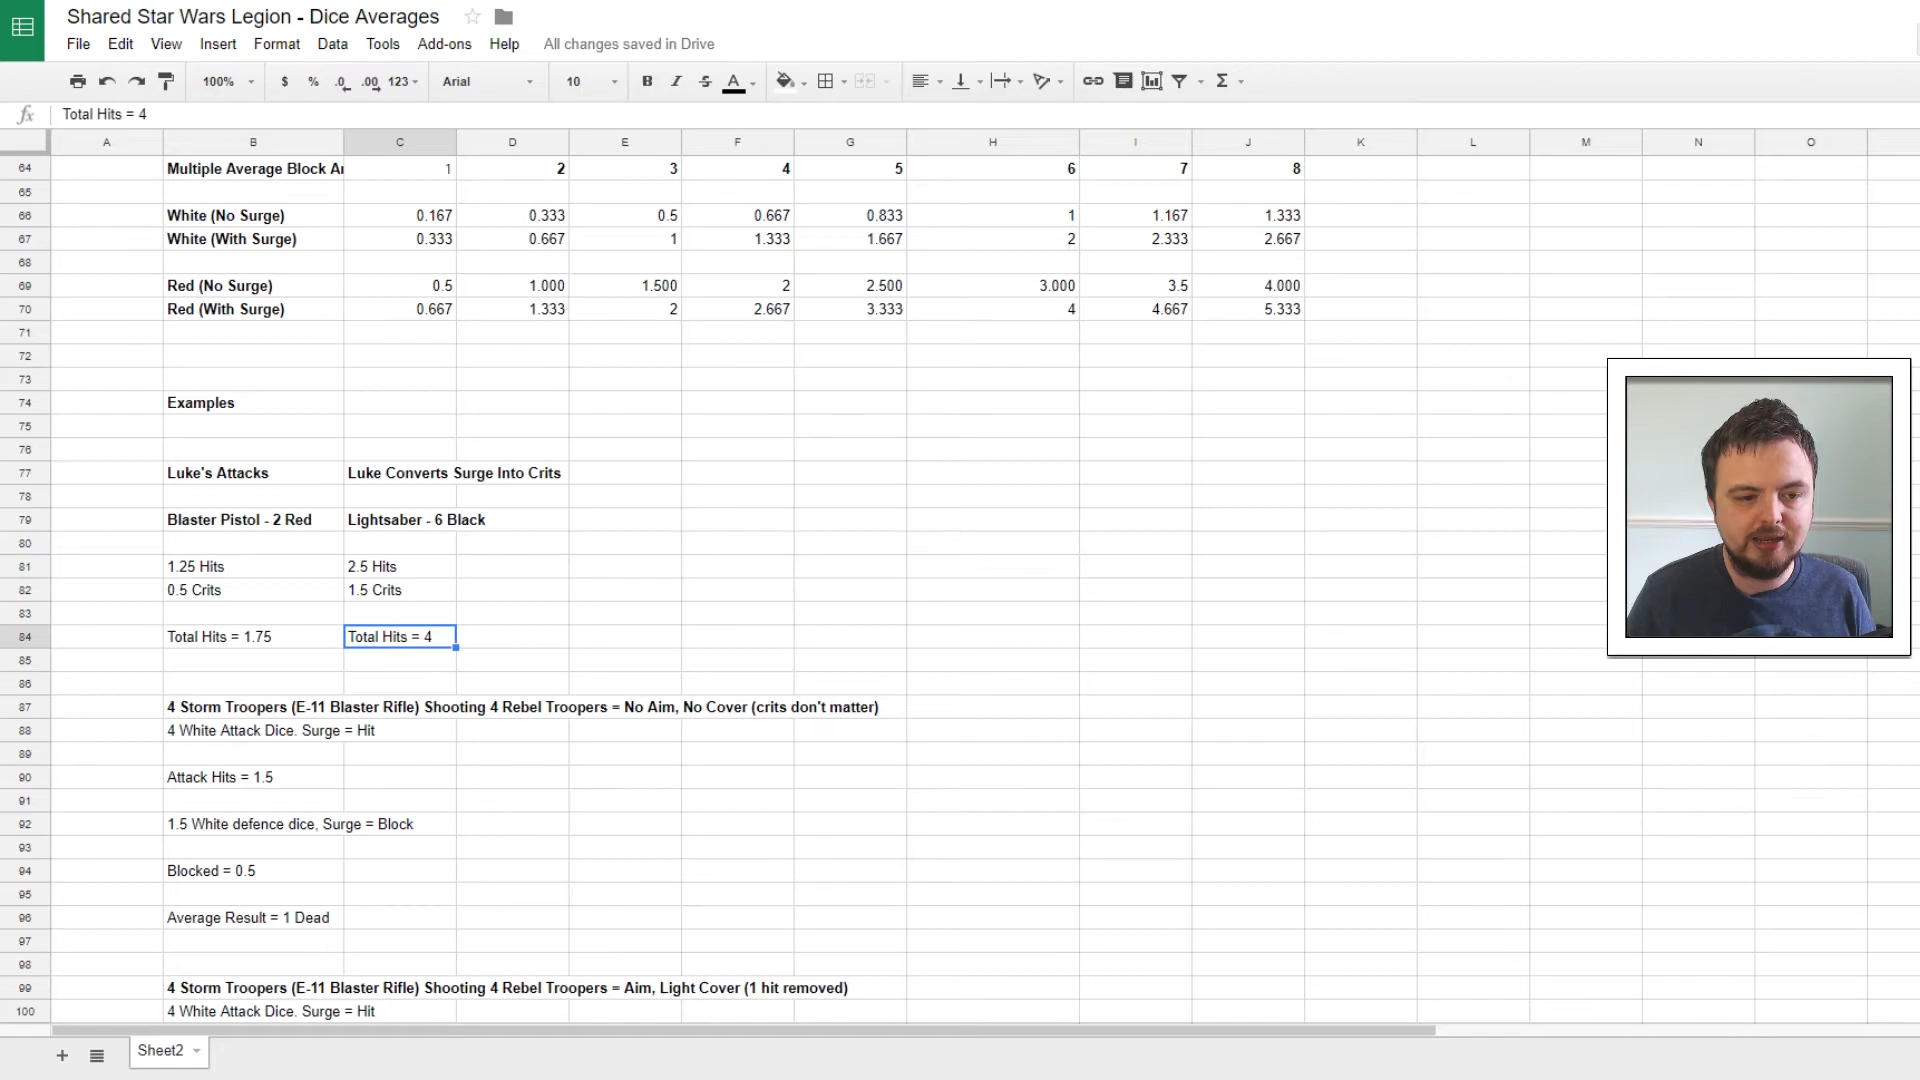 Shared Star Wars Legion - Dice Averages
File Edit View Insert Format Data Tools Add-ons Help All changes saved in Drive
100% $ % .0 .00 123 Arial 10 B I S A Σ
fx Total Hits = 4
A B C D E F G H I J K L M N O
64 Multiple Average Block Ar 1 2 3 4 5 6 7 8
65
66 White (No Surge) 0.167 0.333 0.5 0.667 0.833 1 1.167 1.333
67 White (With Surge) 0.333 0.667 1 1.333 1.667 2 2.333 2.667
68
69 Red (No Surge) 0.5 1.000 1.500 2 2.500 3.000 3.5 4.000
70 Red (With Surge) 0.667 1.333 2 2.667 3.333 4 4.667 5.333
71
72
73
74 Examples
75
76
77 Luke's Attacks Luke Converts Surge Into Crits
78
79 Blaster Pistol - 2 Red Lightsaber - 6 Black
80
81 1.25 Hits 2.5 Hits
82 0.5 Crits 1.5 Crits
83
84 Total Hits = 1.75 Total Hits = 4
85
86
87 4 Storm Troopers (E-11 Blaster Rifle) Shooting 4 Rebel Troopers = No Aim, No Cover (crits don't matter)
88 4 White Attack Dice. Surge = Hit
89
90 Attack Hits = 1.5
91
92 1.5 White defence dice, Surge = Block
93
94 Blocked = 0.5
95
96 Average Result = 1 Dead
97
98
99 4 Storm Troopers (E-11 Blaster Rifle) Shooting 4 Rebel Troopers = Aim, Light Cover (1 hit removed)
100 4 White Attack Dice. Surge = Hit
+ Sheet2